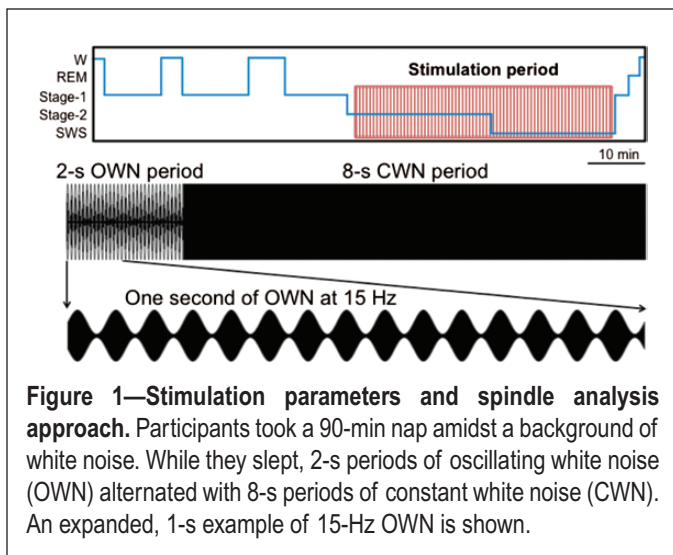 W
REM
Stage-1
Stage-2
SWS
Stimulation period
10 min
2-s OWN period
8-s CWN period
One second of OWN at 15 Hz
Figure 1—Stimulation parameters and spindle analysis
approach. Participants took a 90-min nap amidst a background of
white noise. While they slept, 2-s periods of oscillating white noise
(OWN) alternated with 8-s periods of constant white noise (CWN).
An expanded, 1-s example of 15-Hz OWN is shown.